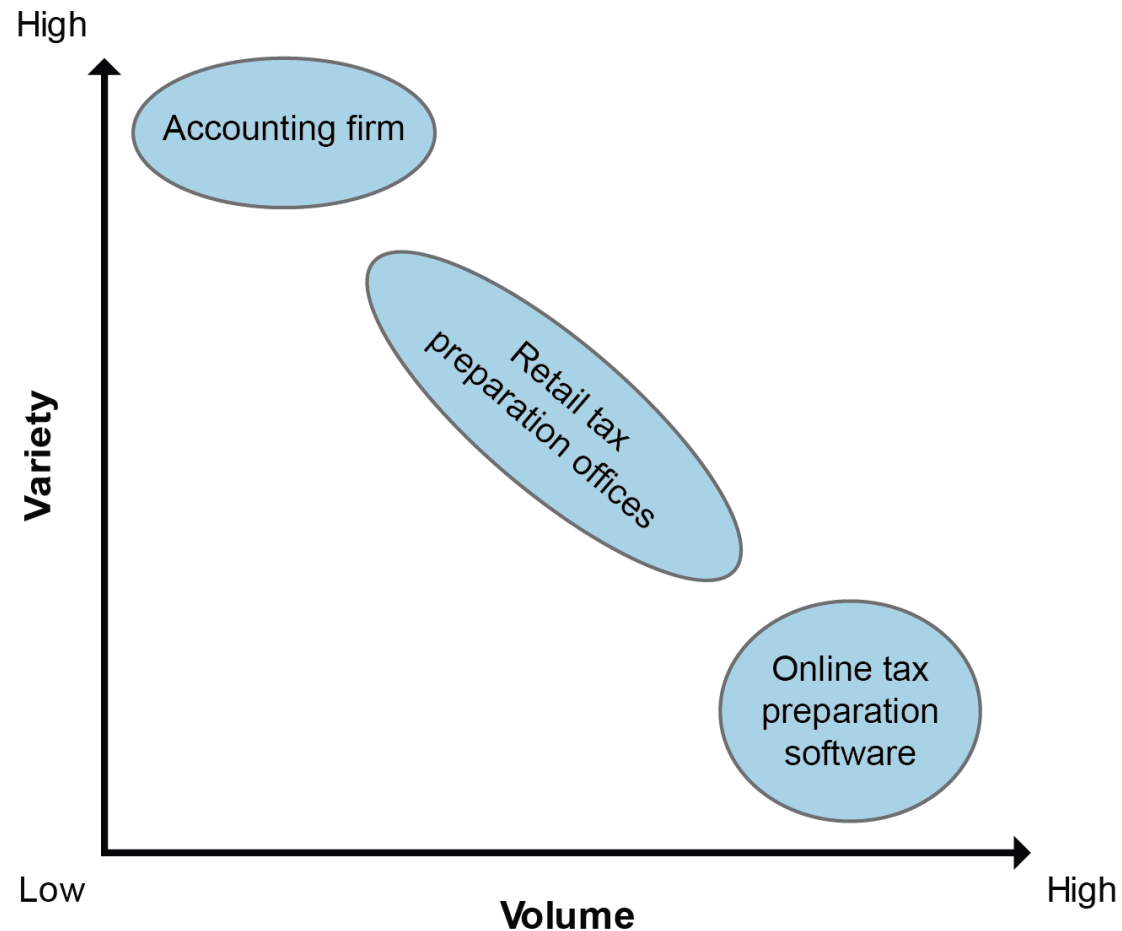 High
Accounting firm
Retail tax
preparation offices
Variety
Online tax
preparation
software
Low
High
Volume